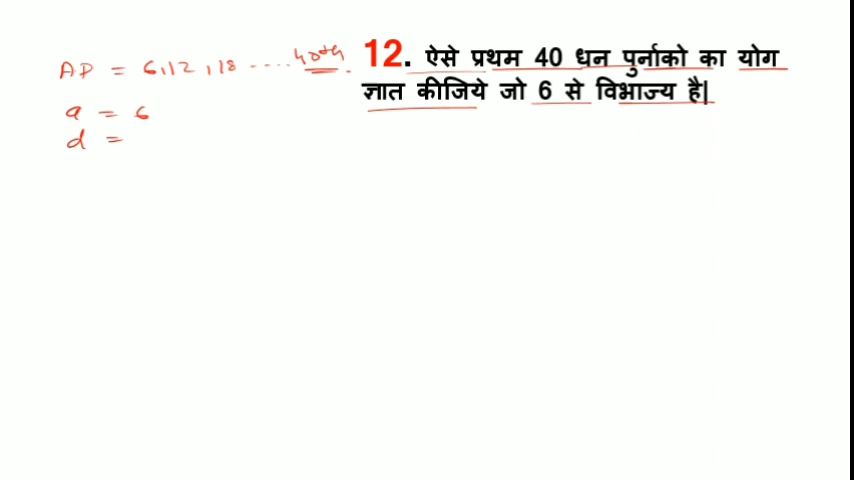 AP = 6,12,18 .... 40th.
a = 6
d =
12. ऐसे प्रथम 40 धन पुर्नाको का योग
ज्ञात कीजिये जो 6 से विभाज्य है|